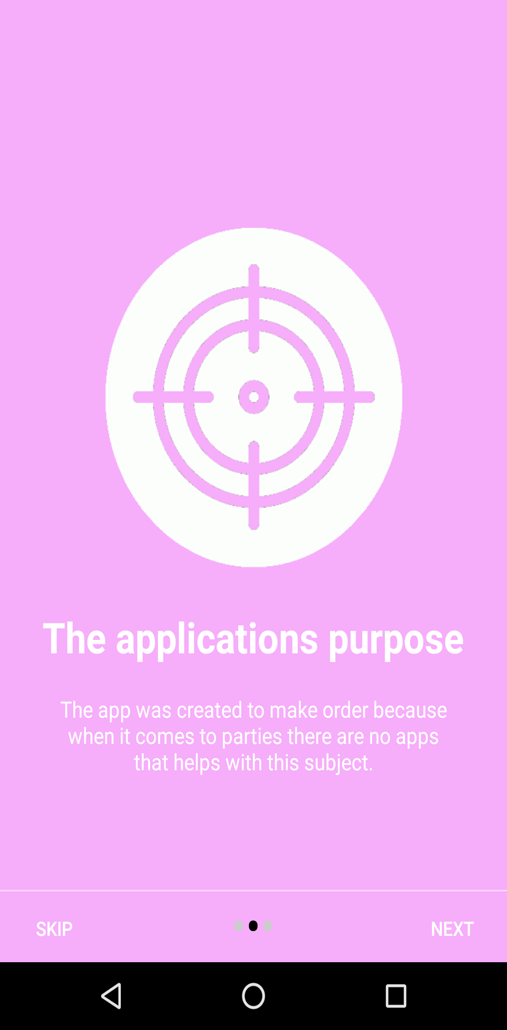 The applications purpose
The app was created to make order because
when it comes to parties there are no apps
that helps with this subject.
SKIP
NEXT